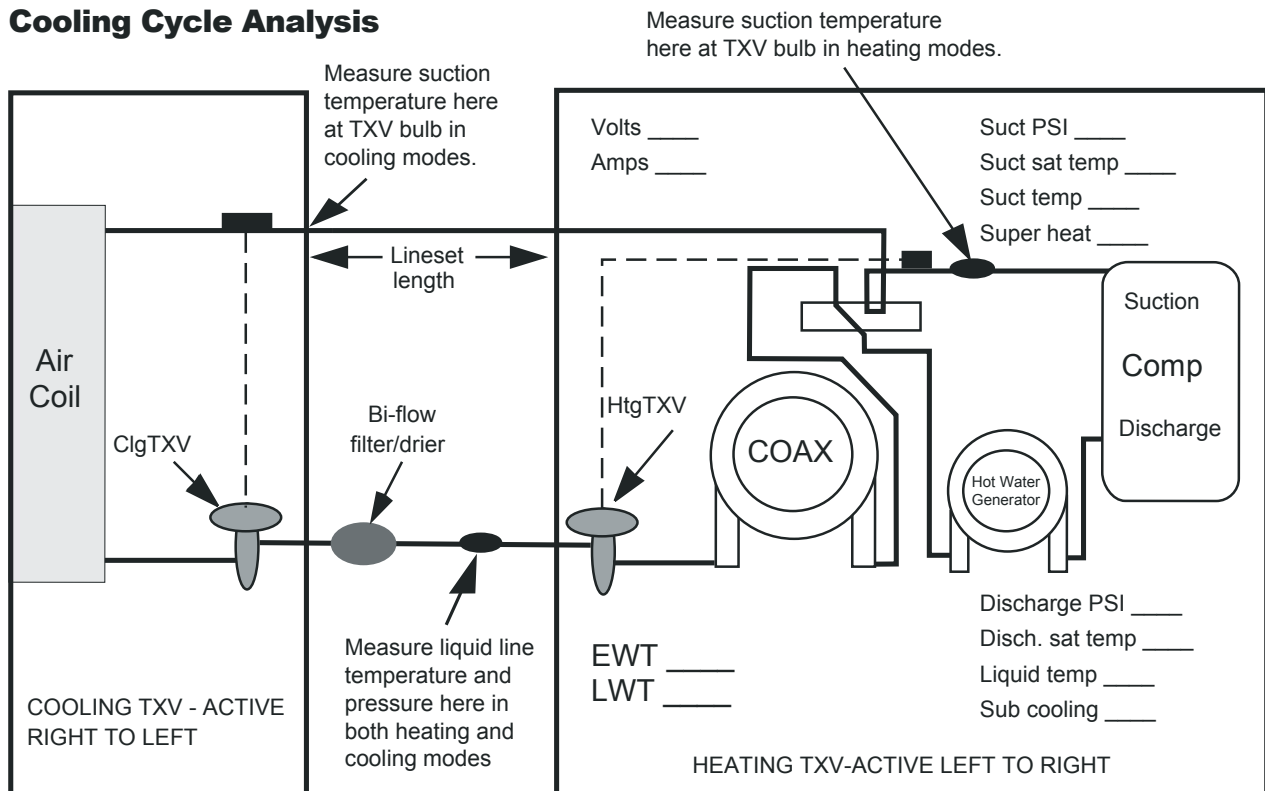 Cooling Cycle Analysis
Measure suction temperature
here at TXV bulb in heating modes.
Measure suction
temperature here
at TXV bulb in
cooling modes.
Volts ____
Amps ____
Suct PSI ____
Suct sat temp ____
Suct temp ____
Super heat ____
Lineset
length
Air
Coil
ClgTXV
Bi-flow
filter/drier
HtgTXV
COAX
Hot Water
Generator
Suction
Comp
Discharge
Measure liquid line
temperature and
pressure here in
both heating and
cooling modes
EWT ____
LWT ____
Discharge PSI ____
Disch. sat temp ____
Liquid temp ____
Sub cooling ____
COOLING TXV - ACTIVE
RIGHT TO LEFT
HEATING TXV-ACTIVE LEFT TO RIGHT